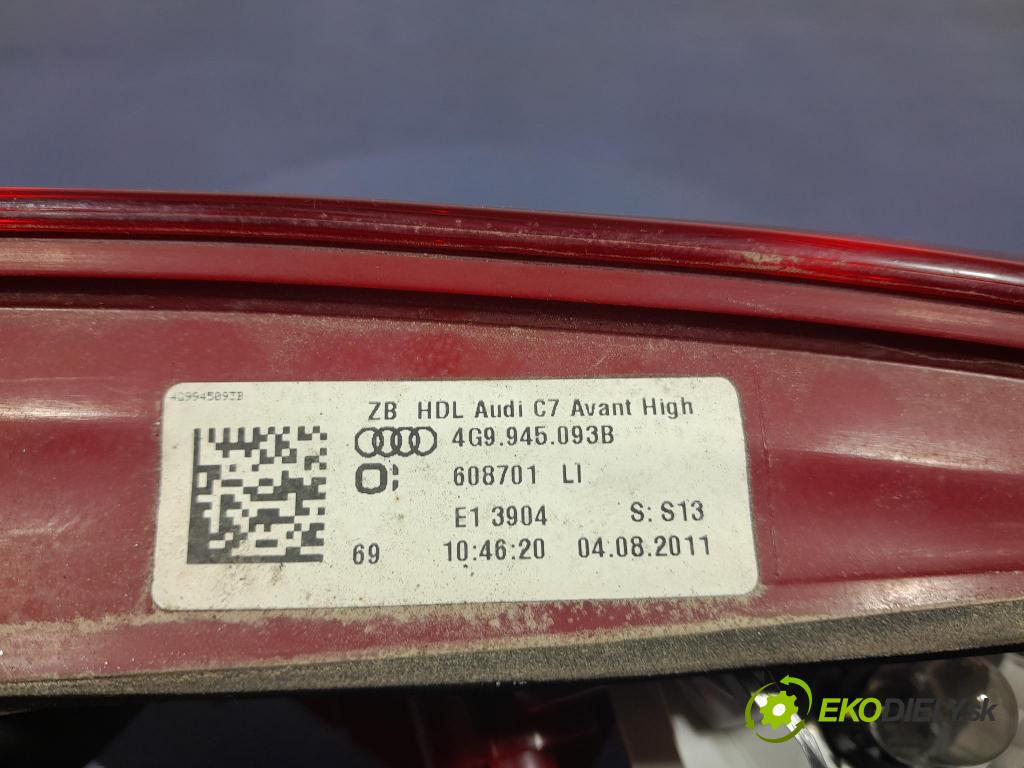 4G9945093B
ZB HDL Audi C7 Avant High
4G9.945.093B
608701 LI
E1 3904 S: S13
69 10:46:20 04.08.2011
EKODIELY.sk